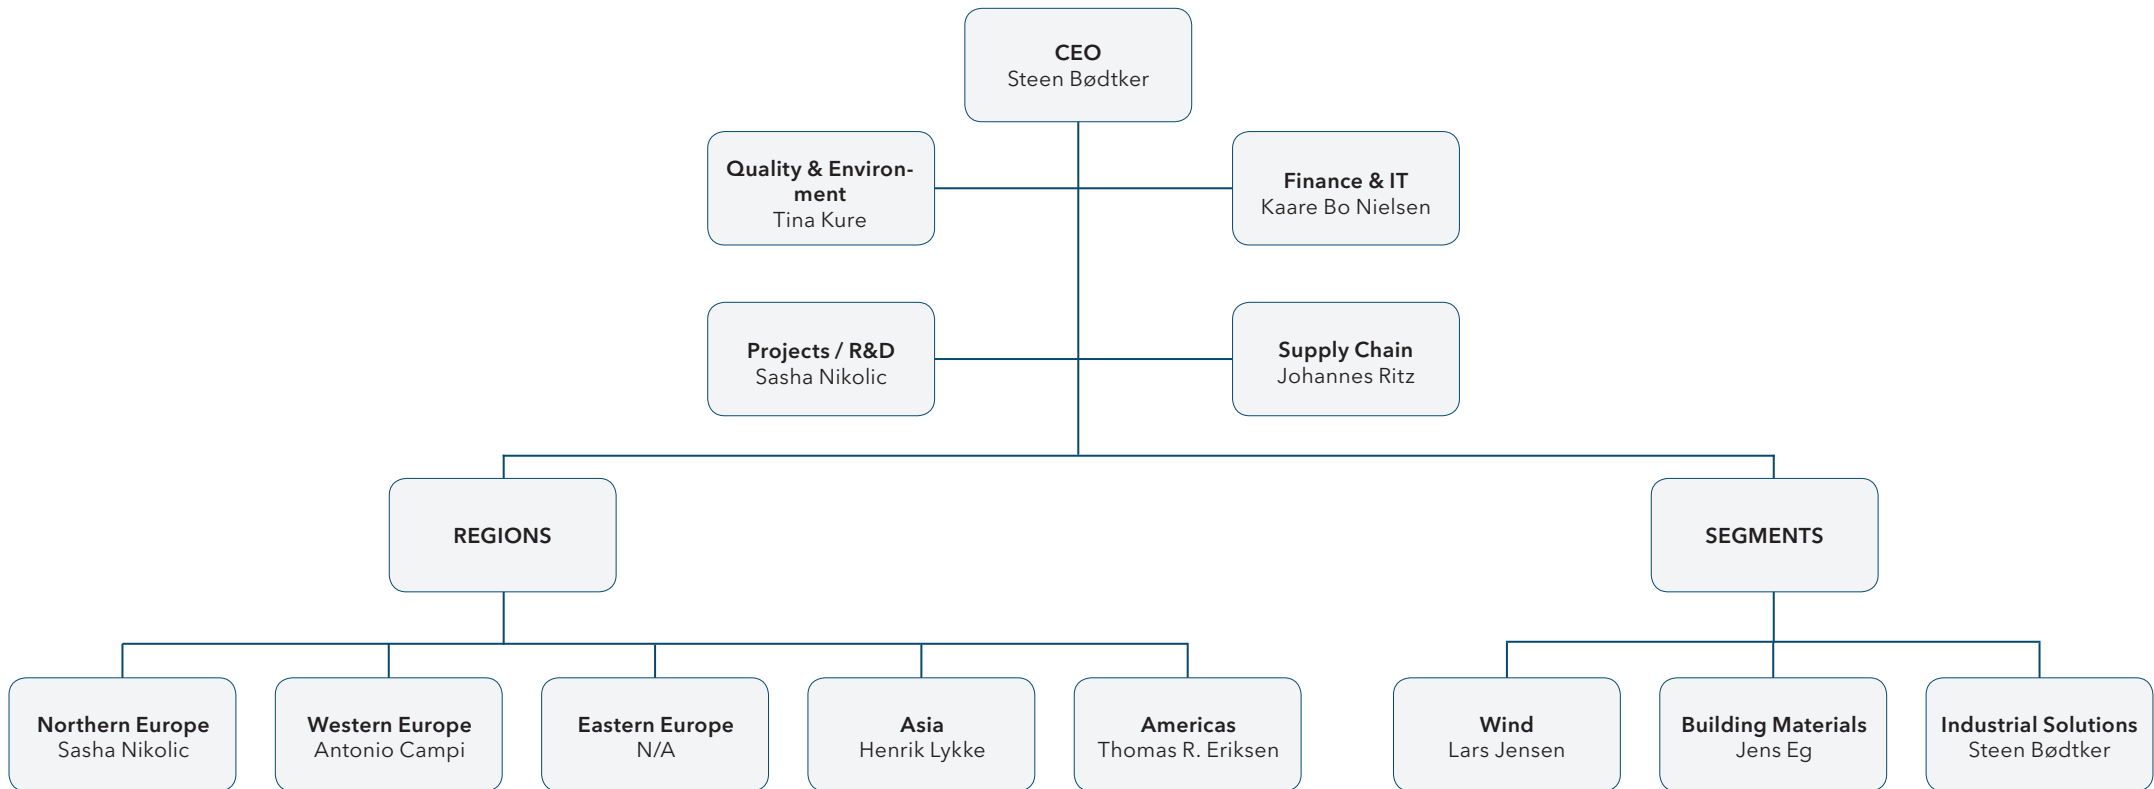 CEO
Steen Bødtker
Quality & Environ-
ment
Tina Kure
Finance & IT
Kaare Bo Nielsen
Projects / R&D
Sasha Nikolic
Supply Chain
Johannes Ritz
REGIONS
SEGMENTS
Northern Europe
Sasha Nikolic
Western Europe
Antonio Campi
Eastern Europe
N/A
Asia
Henrik Lykke
Americas
Thomas R. Eriksen
Wind
Lars Jensen
Building Materials
Jens Eg
Industrial Solutions
Steen Bødtker